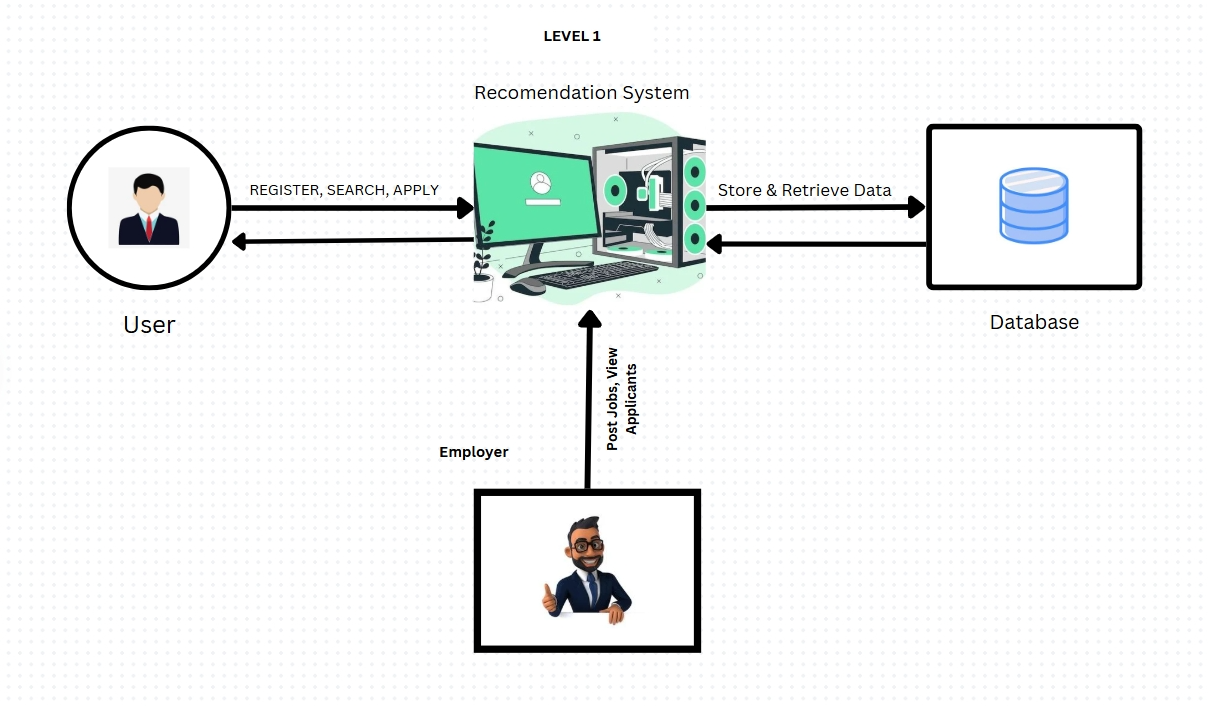 LEVEL 1
Recomendation System
REGISTER, SEARCH, APPLY
Store & Retrieve Data
User
Database
Post Jobs, View
Applicants
Employer